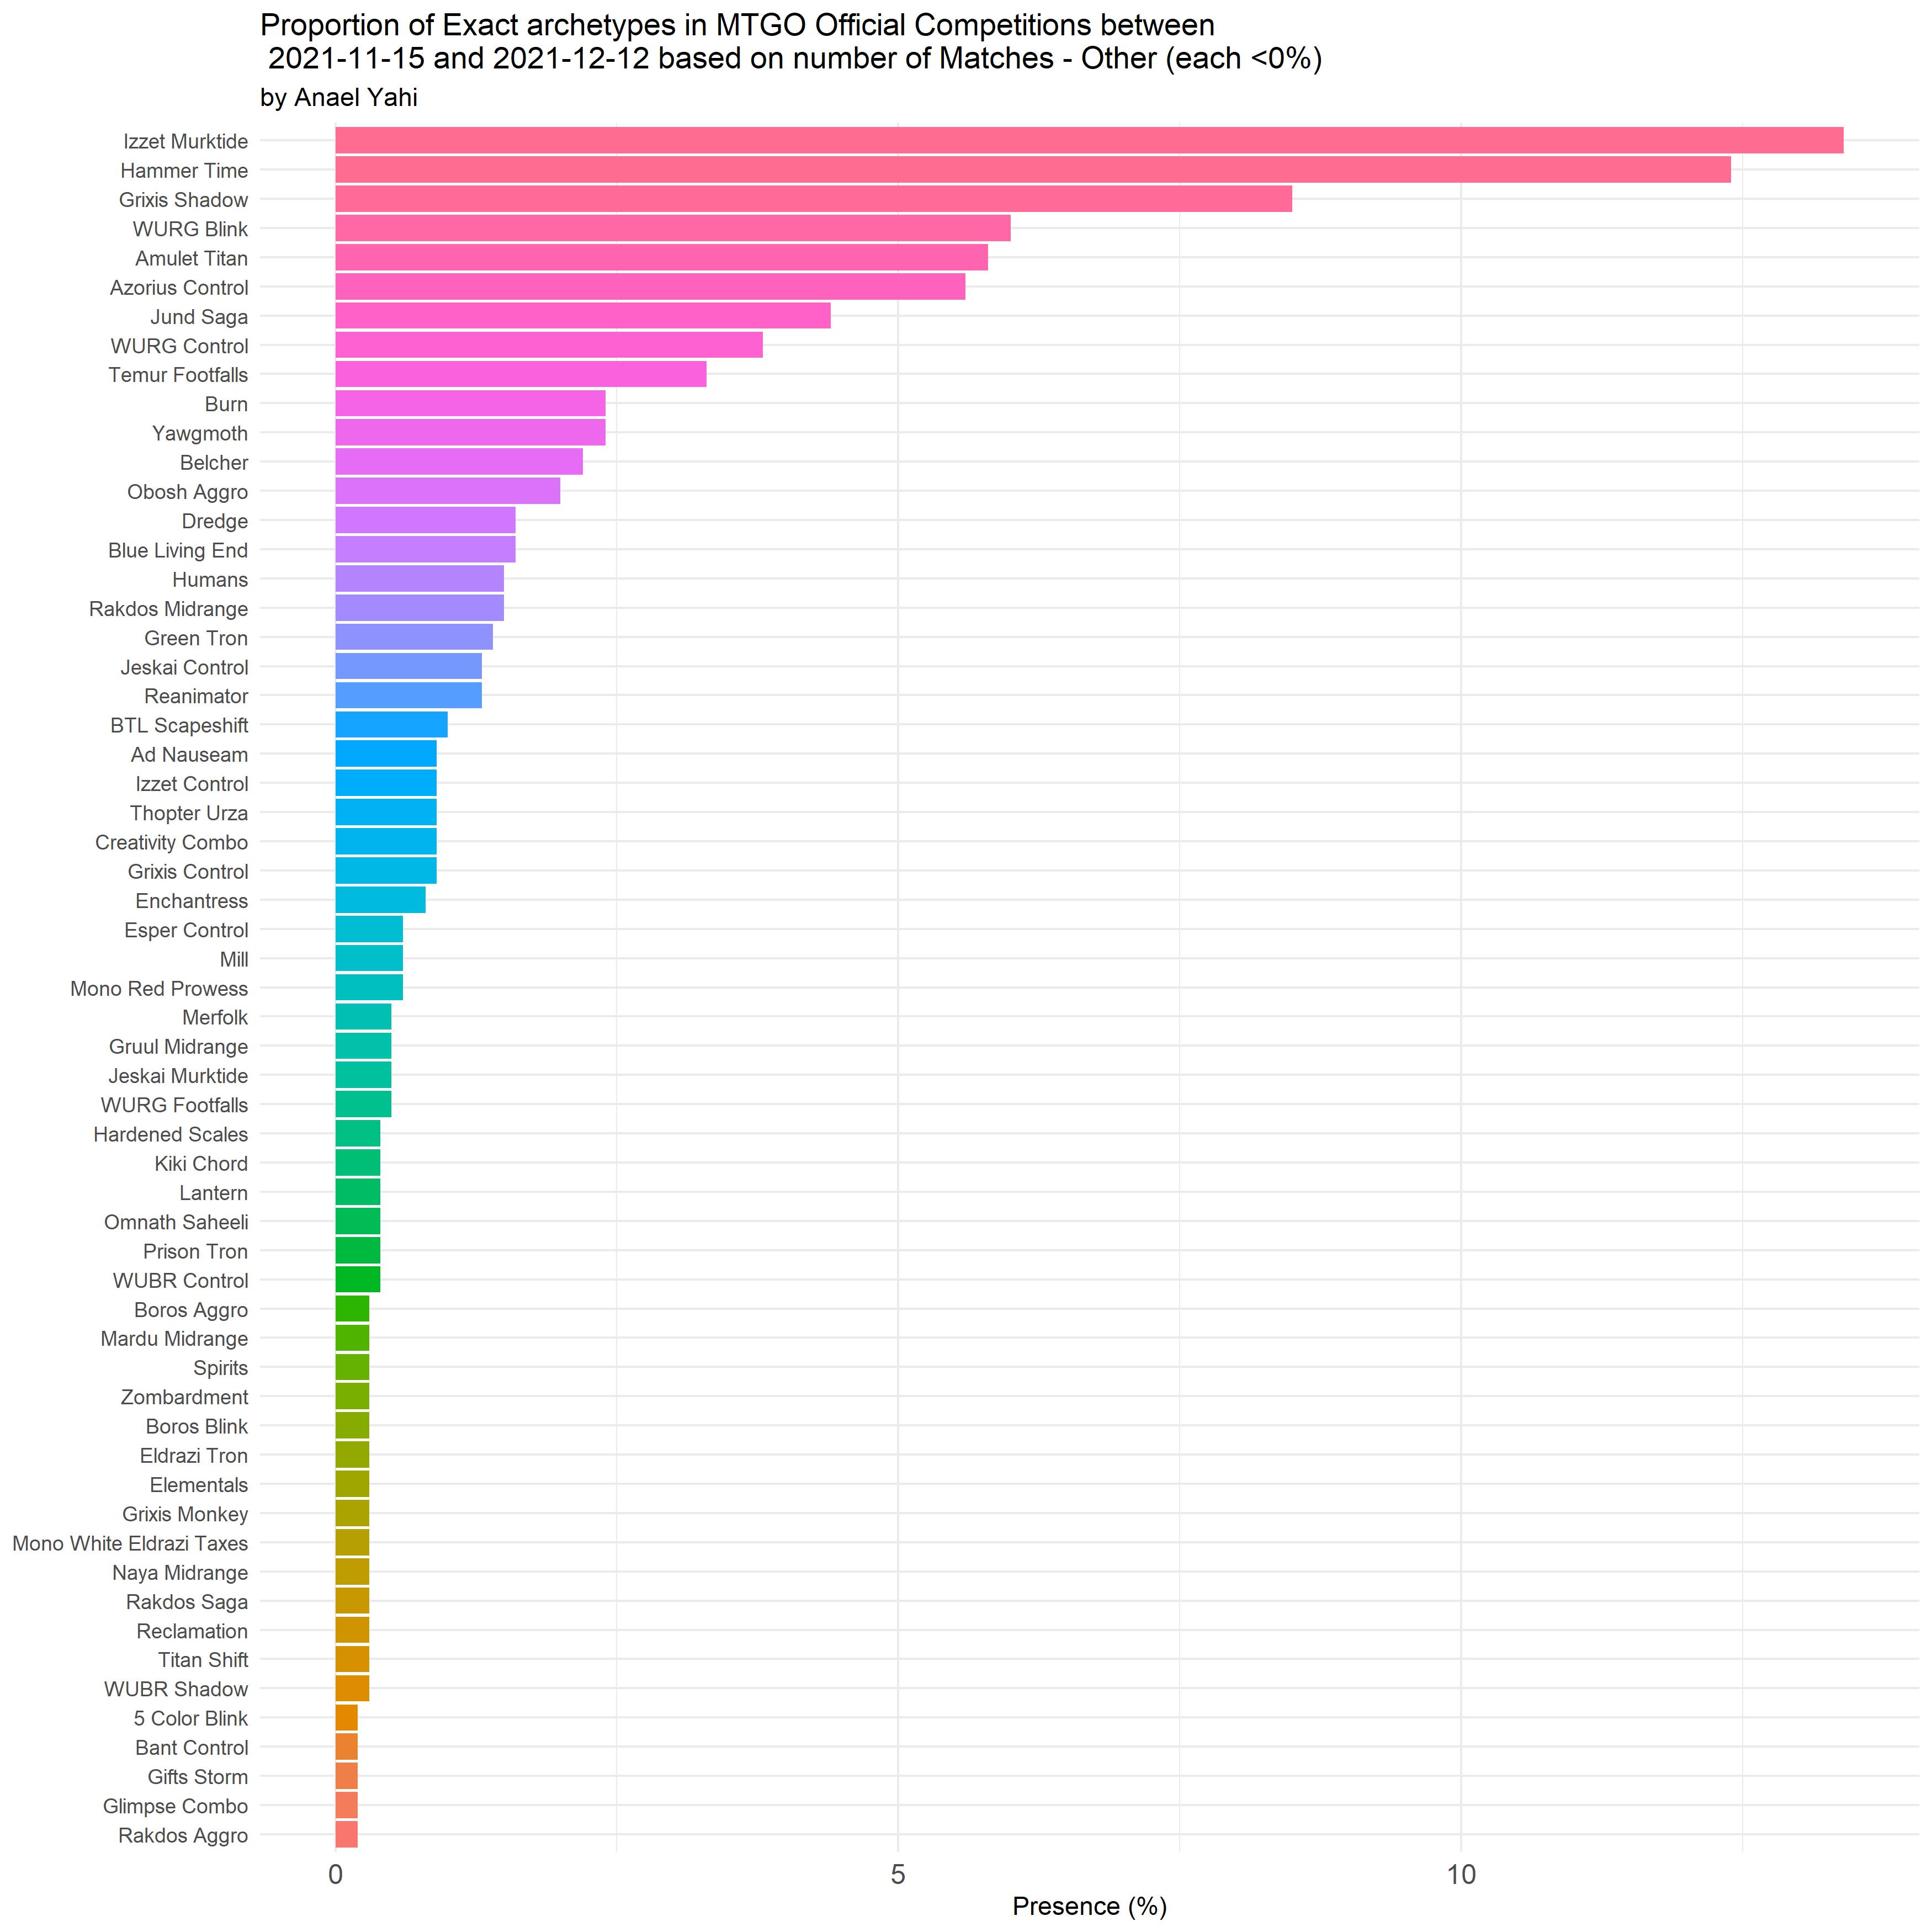 Proportion of Exact archetypes in MTGO Official Competitions between
2021-11-15 and 2021-12-12 based on number of Matches - Other (each <0%)
by Anael Yahi
Izzet Murktide
Hammer Time
Grixis Shadow
WURG Blink
Amulet Titan
Azorius Control
Jund Saga
WURG Control
Temur Footfalls
Burn
Yawgmoth
Belcher
Obosh Aggro
Dredge
Blue Living End
Humans
Rakdos Midrange
Green Tron
Jeskai Control
Reanimator
BTL Scapeshift
Ad Nauseam
Izzet Control
Thopter Urza
Creativity Combo
Grixis Control
Enchantress
Esper Control
Mill
Mono Red Prowess
Merfolk
Gruul Midrange
Jeskai Murktide
WURG Footfalls
Hardened Scales
Kiki Chord
Lantern
Omnath Saheeli
Prison Tron
WUBR Control
Boros Aggro
Mardu Midrange
Spirits
Zombardment
Boros Blink
Eldrazi Tron
Elementals
Grixis Monkey
Mono White Eldrazi Taxes
Naya Midrange
Rakdos Saga
Reclamation
Titan Shift
WUBR Shadow
5 Color Blink
Bant Control
Gifts Storm
Glimpse Combo
Rakdos Aggro
0 5 10
Presence (%)